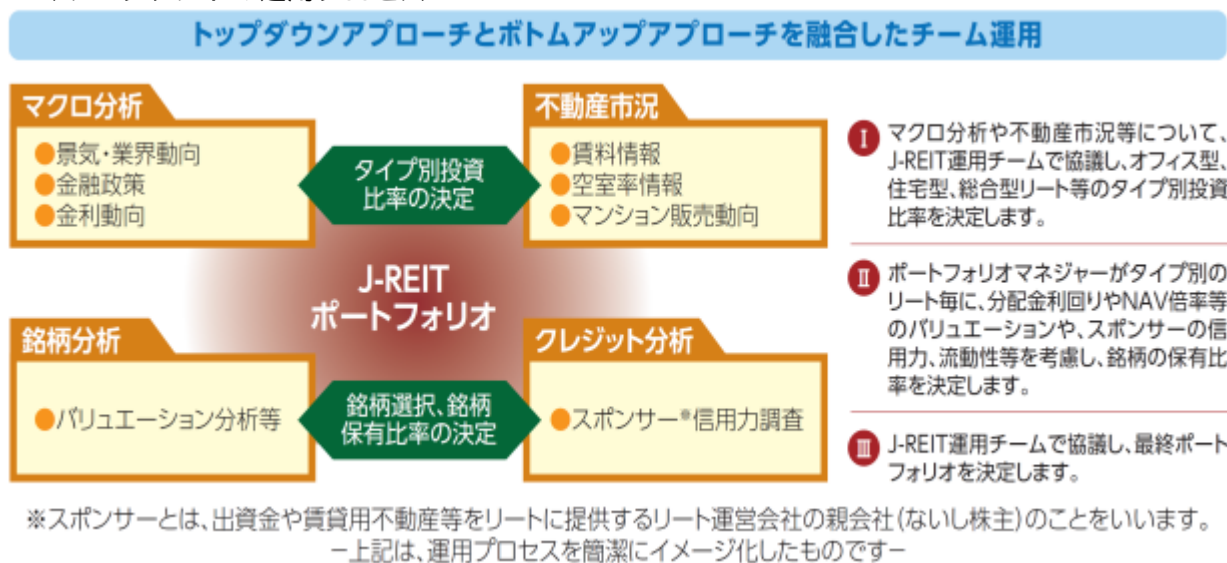 トップダウンアプローチとボトムアップアプローチを融合したチーム運用
マクロ分析
●景気・業界動向
●金融政策
●金利動向
タイプ別投資
比率の決定
不動産市況
●賃料情報
●空室率情報
●マンション販売動向
J-REIT
ポートフォリオ
銘柄分析
●バリュエーション分析等
銘柄選択、銘柄
保有比率の決定
クレジット分析
●スポンサー※信用力調査
Ⅰ マクロ分析や不動産市況等について、
J-REIT運用チームで協議し、オフィス型、
住宅型、総合型リート等のタイプ別投資
比率を決定します。
Ⅱ ポートフォリオマネジャーがタイプ別の
リート毎に、分配金利回りやNAV倍率等
のバリュエーションや、スポンサーの信
用力、流動性等を考慮し、銘柄の保有比
率を決定します。
Ⅲ J-REIT運用チームで協議し、最終ポート
フォリオを決定します。
※スポンサーとは、出資金や賃貸用不動産等をリートに提供するリート運営会社の親会社(ないし株主)のことをいいます。
－上記は、運用プロセスを簡潔にイメージ化したものです－